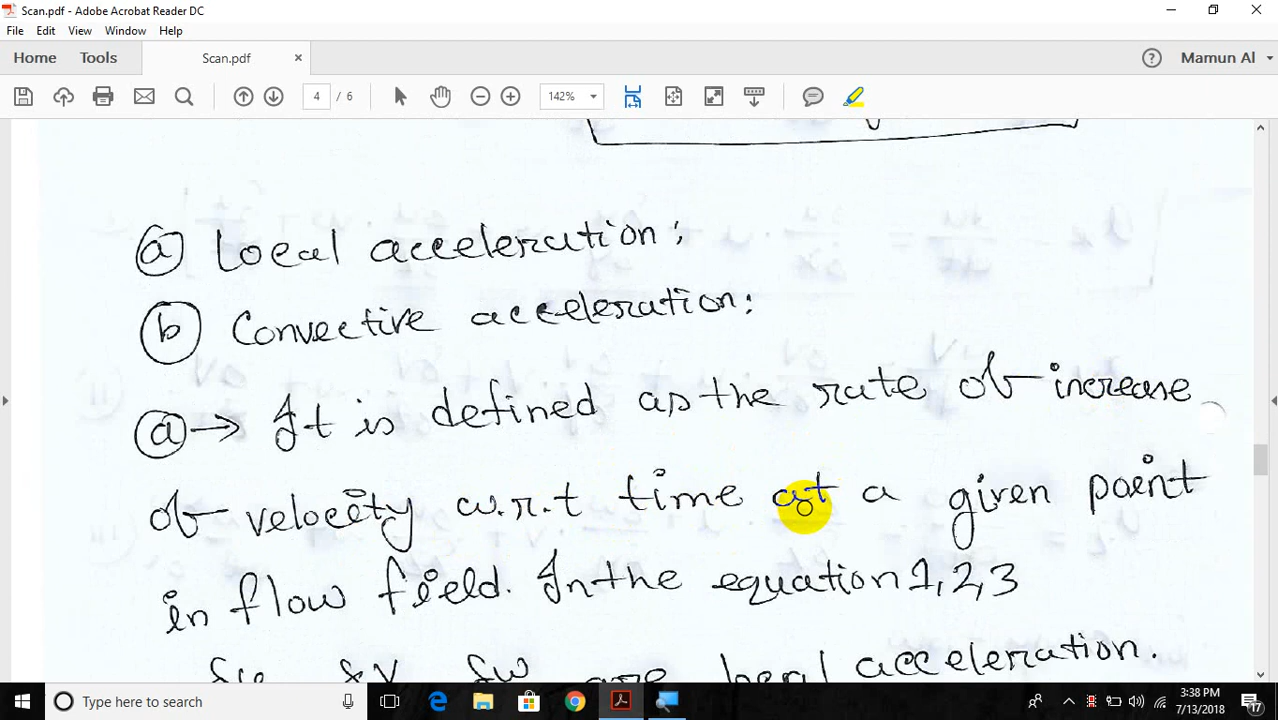 Scan.pdf - Adobe Acrobat Reader DC
File Edit View Window Help
Home Tools Scan.pdf × Mamun Al
4 / 6 142%
(a) Local acceleration:
(b) Convective acceleration:
(a) → It is defined as the rate of increase
of velocity w.r.t time at a given point
in flow field. In the equation 1,2,3
are local acceleration.
Type here to search
3:38 PM
7/13/2018
17